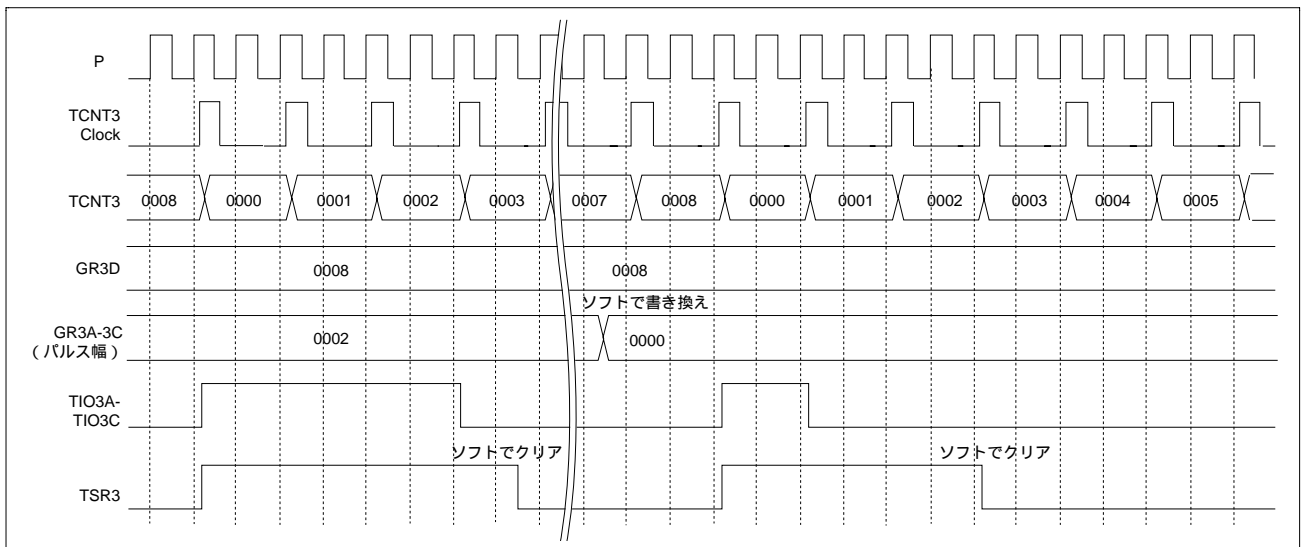 P
TCNT3
Clock
TCNT3
0008 0000 0001 0002 0003 0007 0008 0000 0001 0002 0003 0004 0005
GR3D
0008 0008
ソフトで書き換え
GR3A-3C
(パルス幅)
0002 0000
TIO3A-
TIO3C
ソフトでクリア ソフトでクリア
TSR3